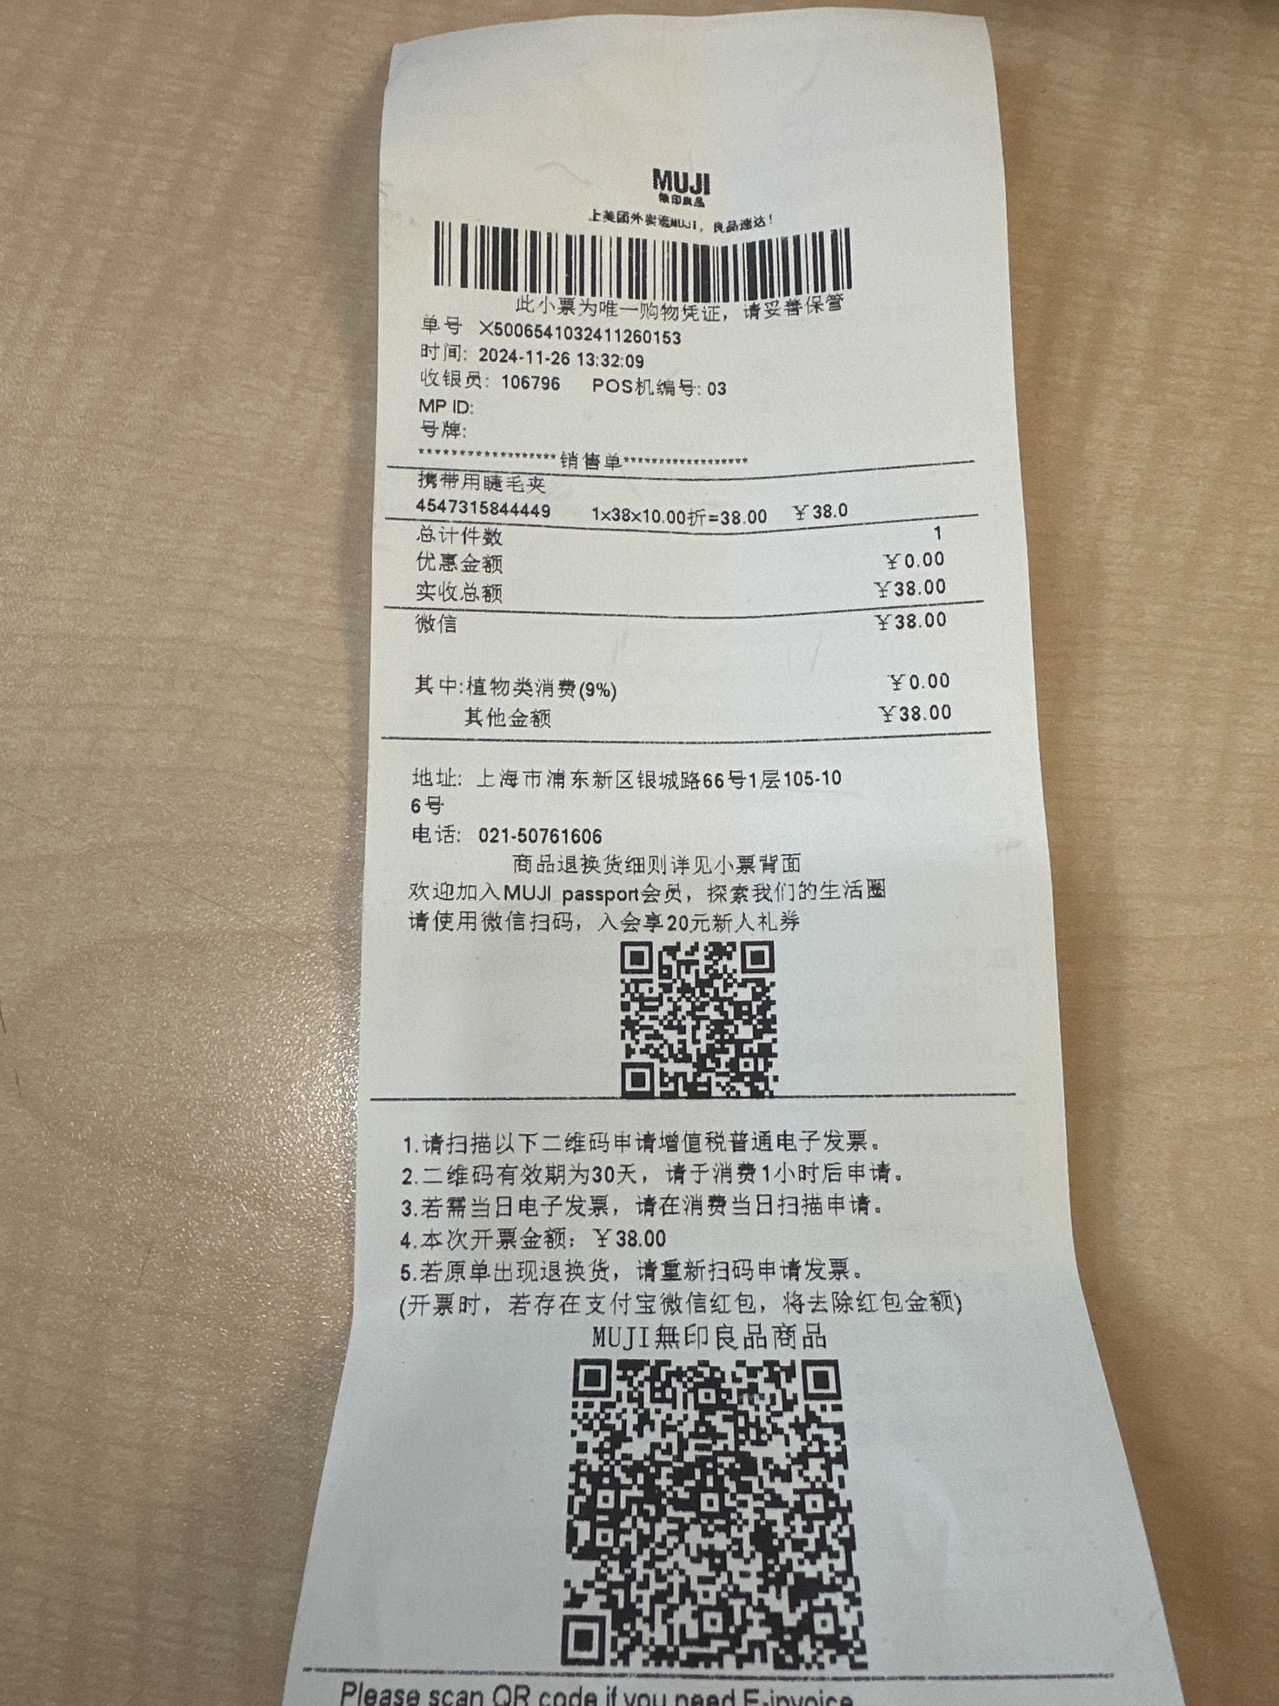 MUJI
無印良品
上美团外卖逛MUJI，良品速达！
此小票为唯一购物凭证，请妥善保管
单号 X5006541032411260153
时间: 2024-11-26 13:32:09
收银员: 106796 POS机编号: 03
MP ID:
号牌:
******************销售单*****************
携带用睫毛夹
4547315844449 1x38x10.00折=38.00 ￥38.0
总计件数 1
优惠金额 ￥0.00
实收总额 ￥38.00
微信 ￥38.00
其中:植物类消费(9%) ￥0.00
其他金额 ￥38.00
地址: 上海市浦东新区银城路66号1层105-10
6号
电话: 021-50761606
商品退换货细则详见小票背面
欢迎加入MUJI passport会员，探索我们的生活圈
请使用微信扫码，入会享20元新人礼券
1.请扫描以下二维码申请增值税普通电子发票。
2.二维码有效期为30天，请于消费1小时后申请。
3.若需当日电子发票，请在消费当日扫描申请。
4.本次开票金额: ￥38.00
5.若原单出现退换货，请重新扫码申请发票。
(开票时，若存在支付宝微信红包，将去除红包金额)
MUJI無印良品商品
Please scan QR code if you need E-invoice